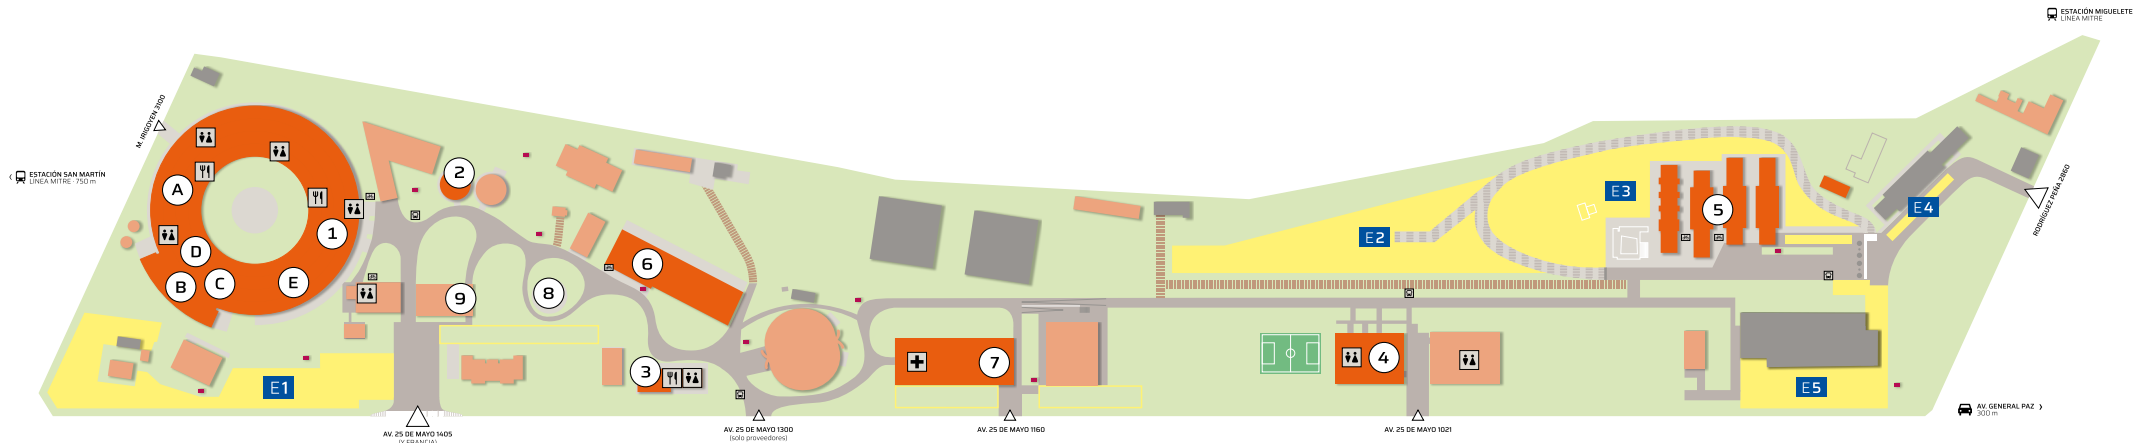 ESTACIÓN MIGUELETE
LÍNEA MITRE
M. IRIGOYEN 3100
‹ ESTACIÓN SAN MARTÍN
LÍNEA MITRE - 750 m
A
1
D
B
C
E
2
9
8
6
3
7
4
5
E1
E2
E3
E4
E5
RODRÍGUEZ PEÑA 2860
AV. GENERAL PAZ ›
300 m
AV. 25 DE MAYO 1405
(Y FRANCIA)
AV. 25 DE MAYO 1300
(solo proveedores)
AV. 25 DE MAYO 1160
AV. 25 DE MAYO 1021